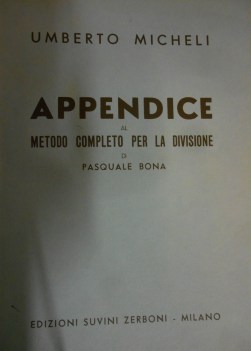 UMBERTO MICHELI
APPENDICE
AL
METODO COMPLETO PER LA DIVISIONE
DI
PASQUALE BONA
EDIZIONI SUVINI ZERBONI - MILANO